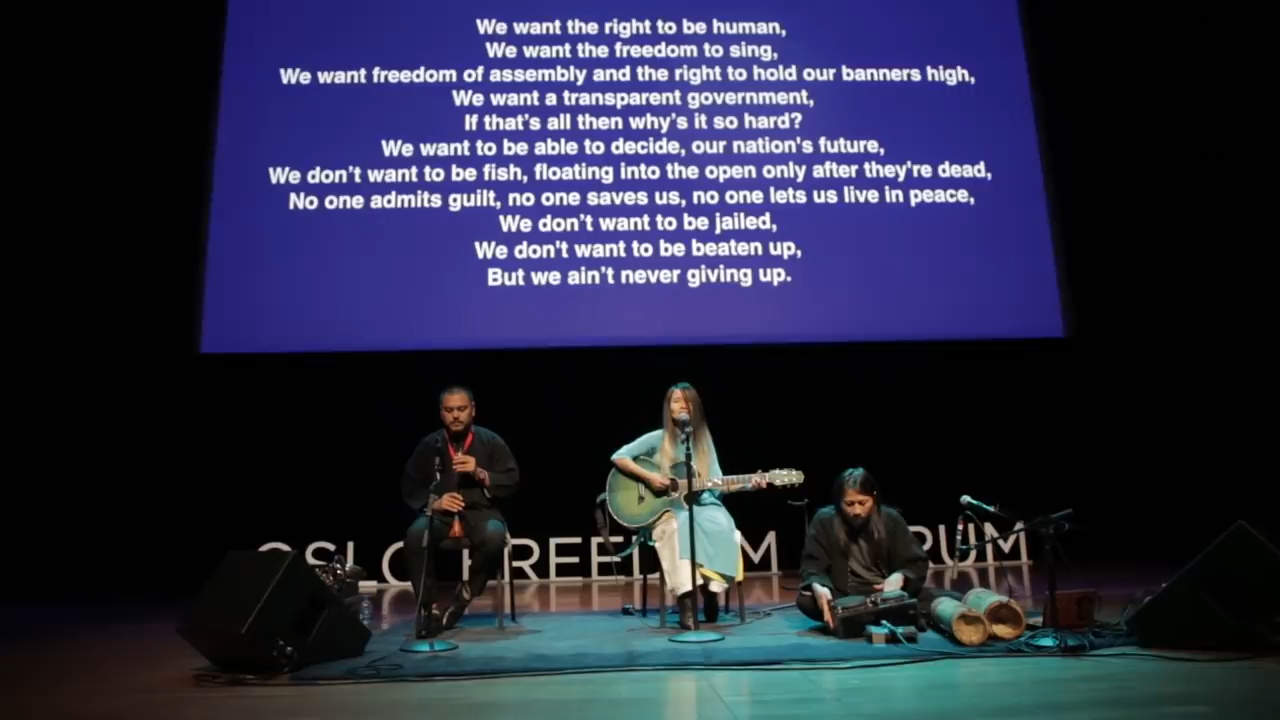 We want the right to be human,
We want the freedom to sing,
We want freedom of assembly and the right to hold our banners high,
We want a transparent government,
If that's all then why's it so hard?
We want to be able to decide, our nation's future,
We don't want to be fish, floating into the open only after they're dead,
No one admits guilt, no one saves us, no one lets us live in peace,
We don't want to be jailed,
We don't want to be beaten up,
But we ain't never giving up.
OSLO FREEDOM FORUM